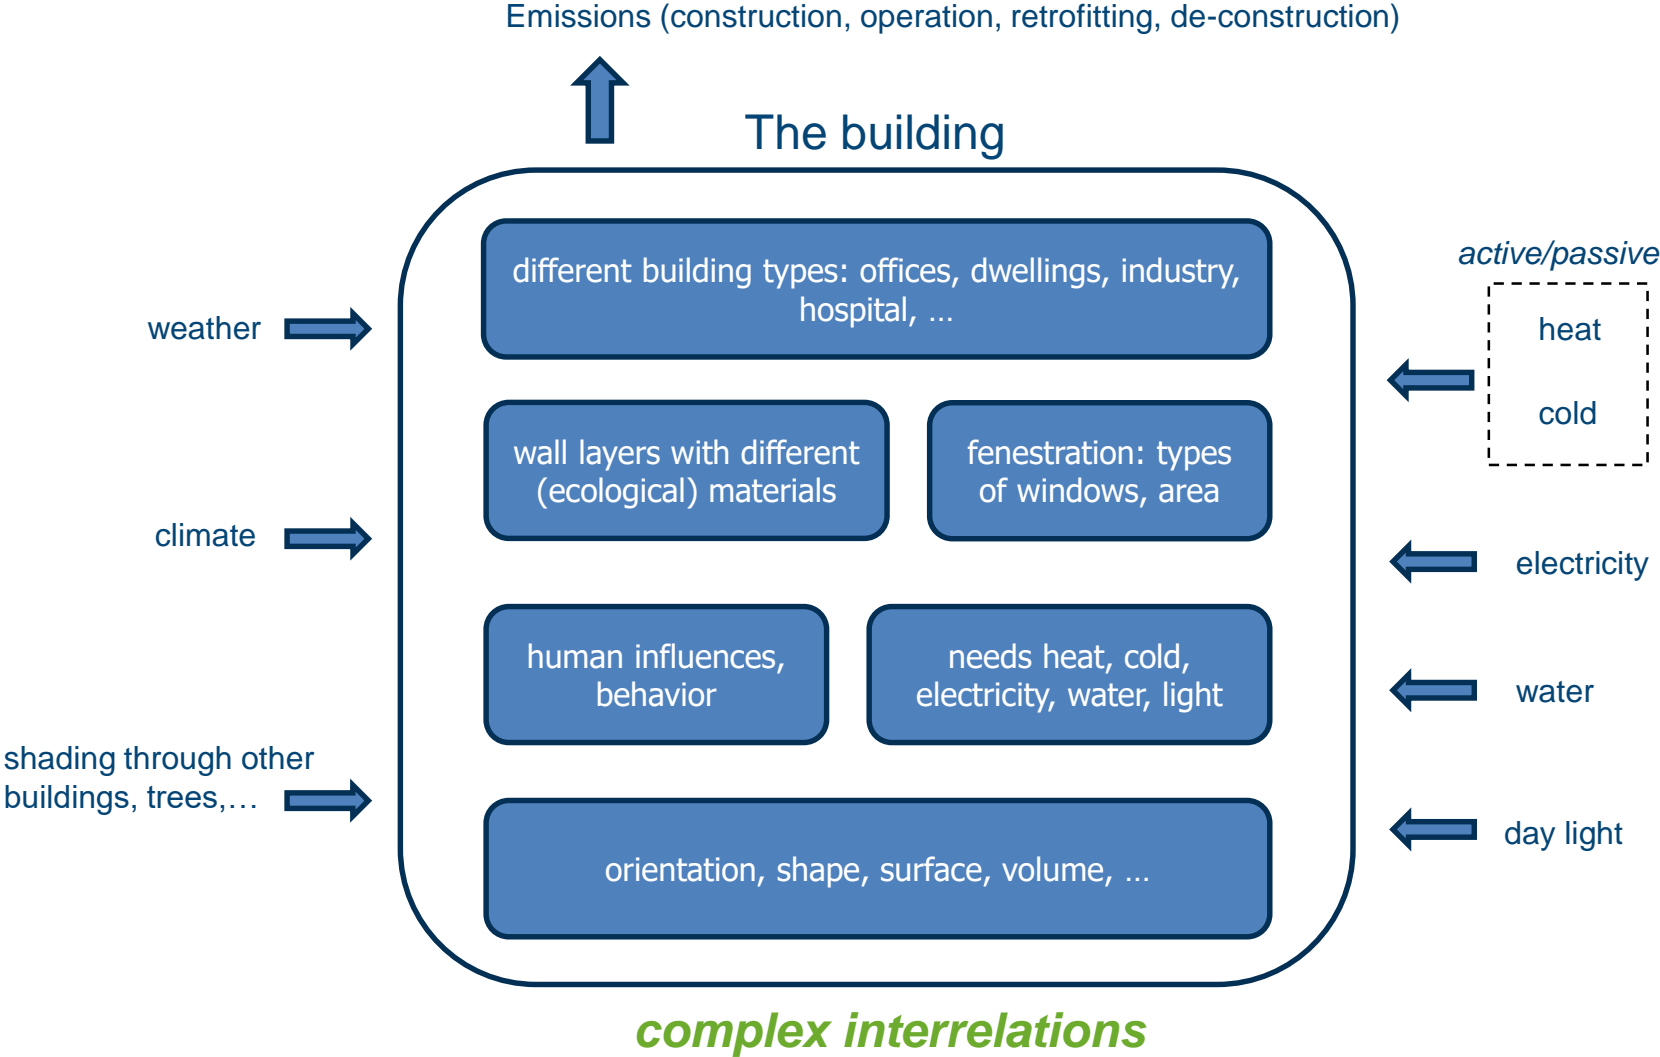 Emissions (construction, operation, retrofitting, de-construction)
The building
different building types: offices, dwellings, industry,
hospital, ...
wall layers with different
(ecological) materials
fenestration: types
of windows, area
human influences,
behavior
needs heat, cold,
electricity, water, light
orientation, shape, surface, volume, ...
weather
climate
shading through other
buildings, trees,...
active/passive
heat
cold
electricity
water
day light
complex interrelations